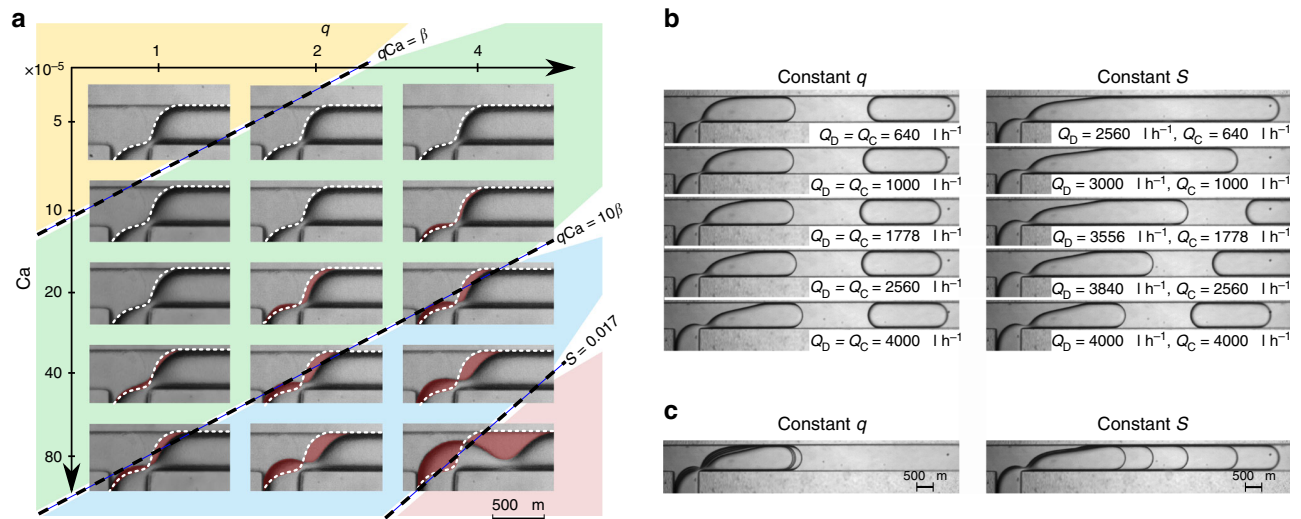 a
q
1
2
4
×10⁻⁵
qCa = β
5
10
qCa = 10β
Ca
20
S = 0.017
40
80
500 m
b
Constant q
Constant S
Q_D = Q_C = 640 l h⁻¹
Q_D = 2560 l h⁻¹, Q_C = 640 l h⁻¹
Q_D = Q_C = 1000 l h⁻¹
Q_D = 3000 l h⁻¹, Q_C = 1000 l h⁻¹
Q_D = Q_C = 1778 l h⁻¹
Q_D = 3556 l h⁻¹, Q_C = 1778 l h⁻¹
Q_D = Q_C = 2560 l h⁻¹
Q_D = 3840 l h⁻¹, Q_C = 2560 l h⁻¹
Q_D = Q_C = 4000 l h⁻¹
Q_D = 4000 l h⁻¹, Q_C = 4000 l h⁻¹
c
Constant q
Constant S
500 m
500 m